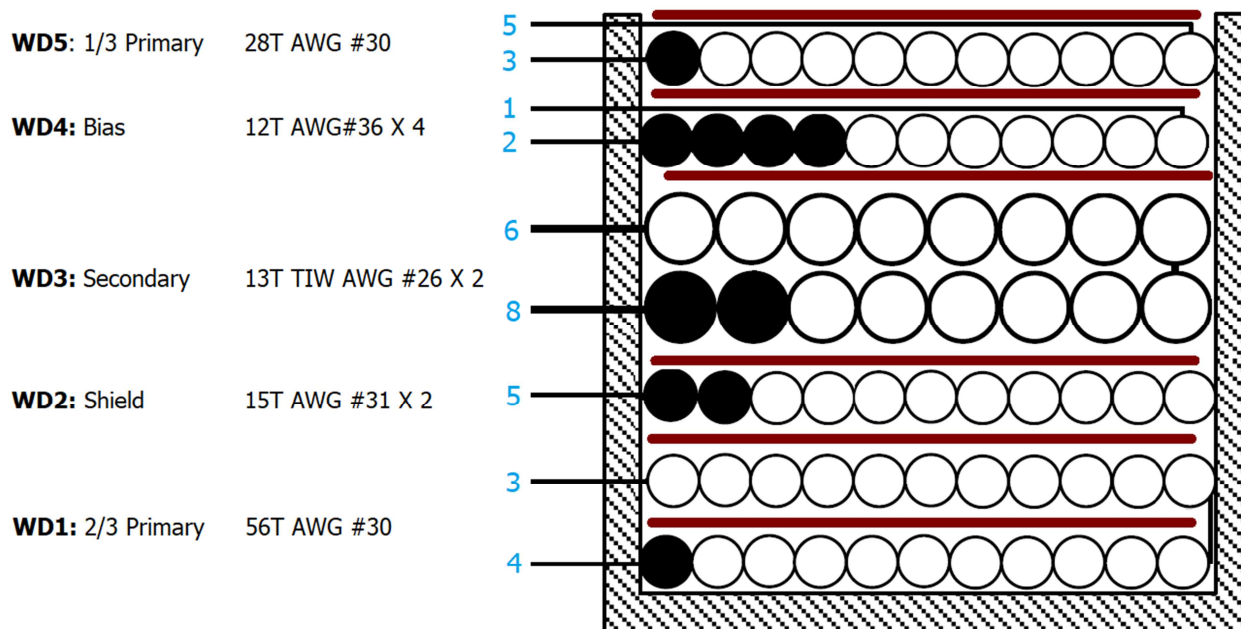 5
WD5: 1/3 Primary 28T AWG #30
3
1
WD4: Bias 12T AWG#36 X 4
2
6
WD3: Secondary 13T TIW AWG #26 X 2
8
5
WD2: Shield 15T AWG #31 X 2
3
WD1: 2/3 Primary 56T AWG #30
4